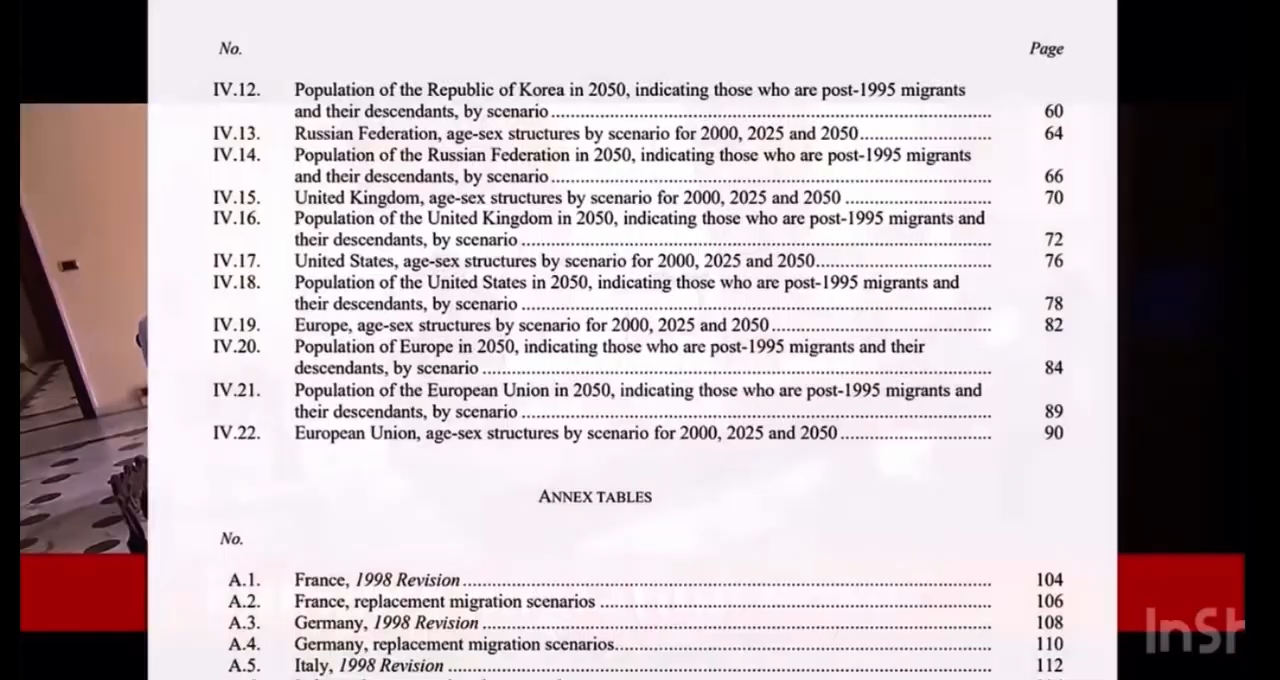 No. Page
IV.12. Population of the Republic of Korea in 2050, indicating those who are post-1995 migrants
and their descendants, by scenario.................... 60
IV.13. Russian Federation, age-sex structures by scenario for 2000, 2025 and 2050.................... 64
IV.14. Population of the Russian Federation in 2050, indicating those who are post-1995 migrants
and their descendants, by scenario.................... 66
IV.15. United Kingdom, age-sex structures by scenario for 2000, 2025 and 2050 .................... 70
IV.16. Population of the United Kingdom in 2050, indicating those who are post-1995 migrants and
their descendants, by scenario .................... 72
IV.17. United States, age-sex structures by scenario for 2000, 2025 and 2050.................... 76
IV.18. Population of the United States in 2050, indicating those who are post-1995 migrants and
their descendants, by scenario .................... 78
IV.19. Europe, age-sex structures by scenario for 2000, 2025 and 2050.................... 82
IV.20. Population of Europe in 2050, indicating those who are post-1995 migrants and their
descendants, by scenario .................... 84
IV.21. Population of the European Union in 2050, indicating those who are post-1995 migrants and
their descendants, by scenario .................... 89
IV.22. European Union, age-sex structures by scenario for 2000, 2025 and 2050.................... 90
ANNEX TABLES
No.
A.1. France, 1998 Revision.................... 104
A.2. France, replacement migration scenarios .................... 106
A.3. Germany, 1998 Revision .................... 108
A.4. Germany, replacement migration scenarios.................... 110
A.5. Italy, 1998 Revision .................... 112
InSh